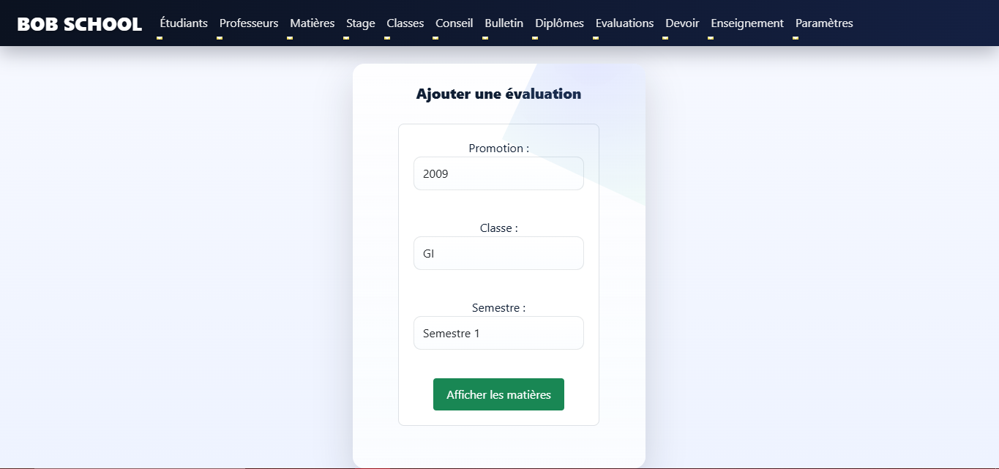 BOB SCHOOL Étudiants Professeurs Matières Stage Classes Conseil Bulletin Diplômes Evaluations Devoir Enseignement Paramètres
Ajouter une évaluation
Promotion :
2009
Classe :
GI
Semestre :
Semestre 1
Afficher les matières